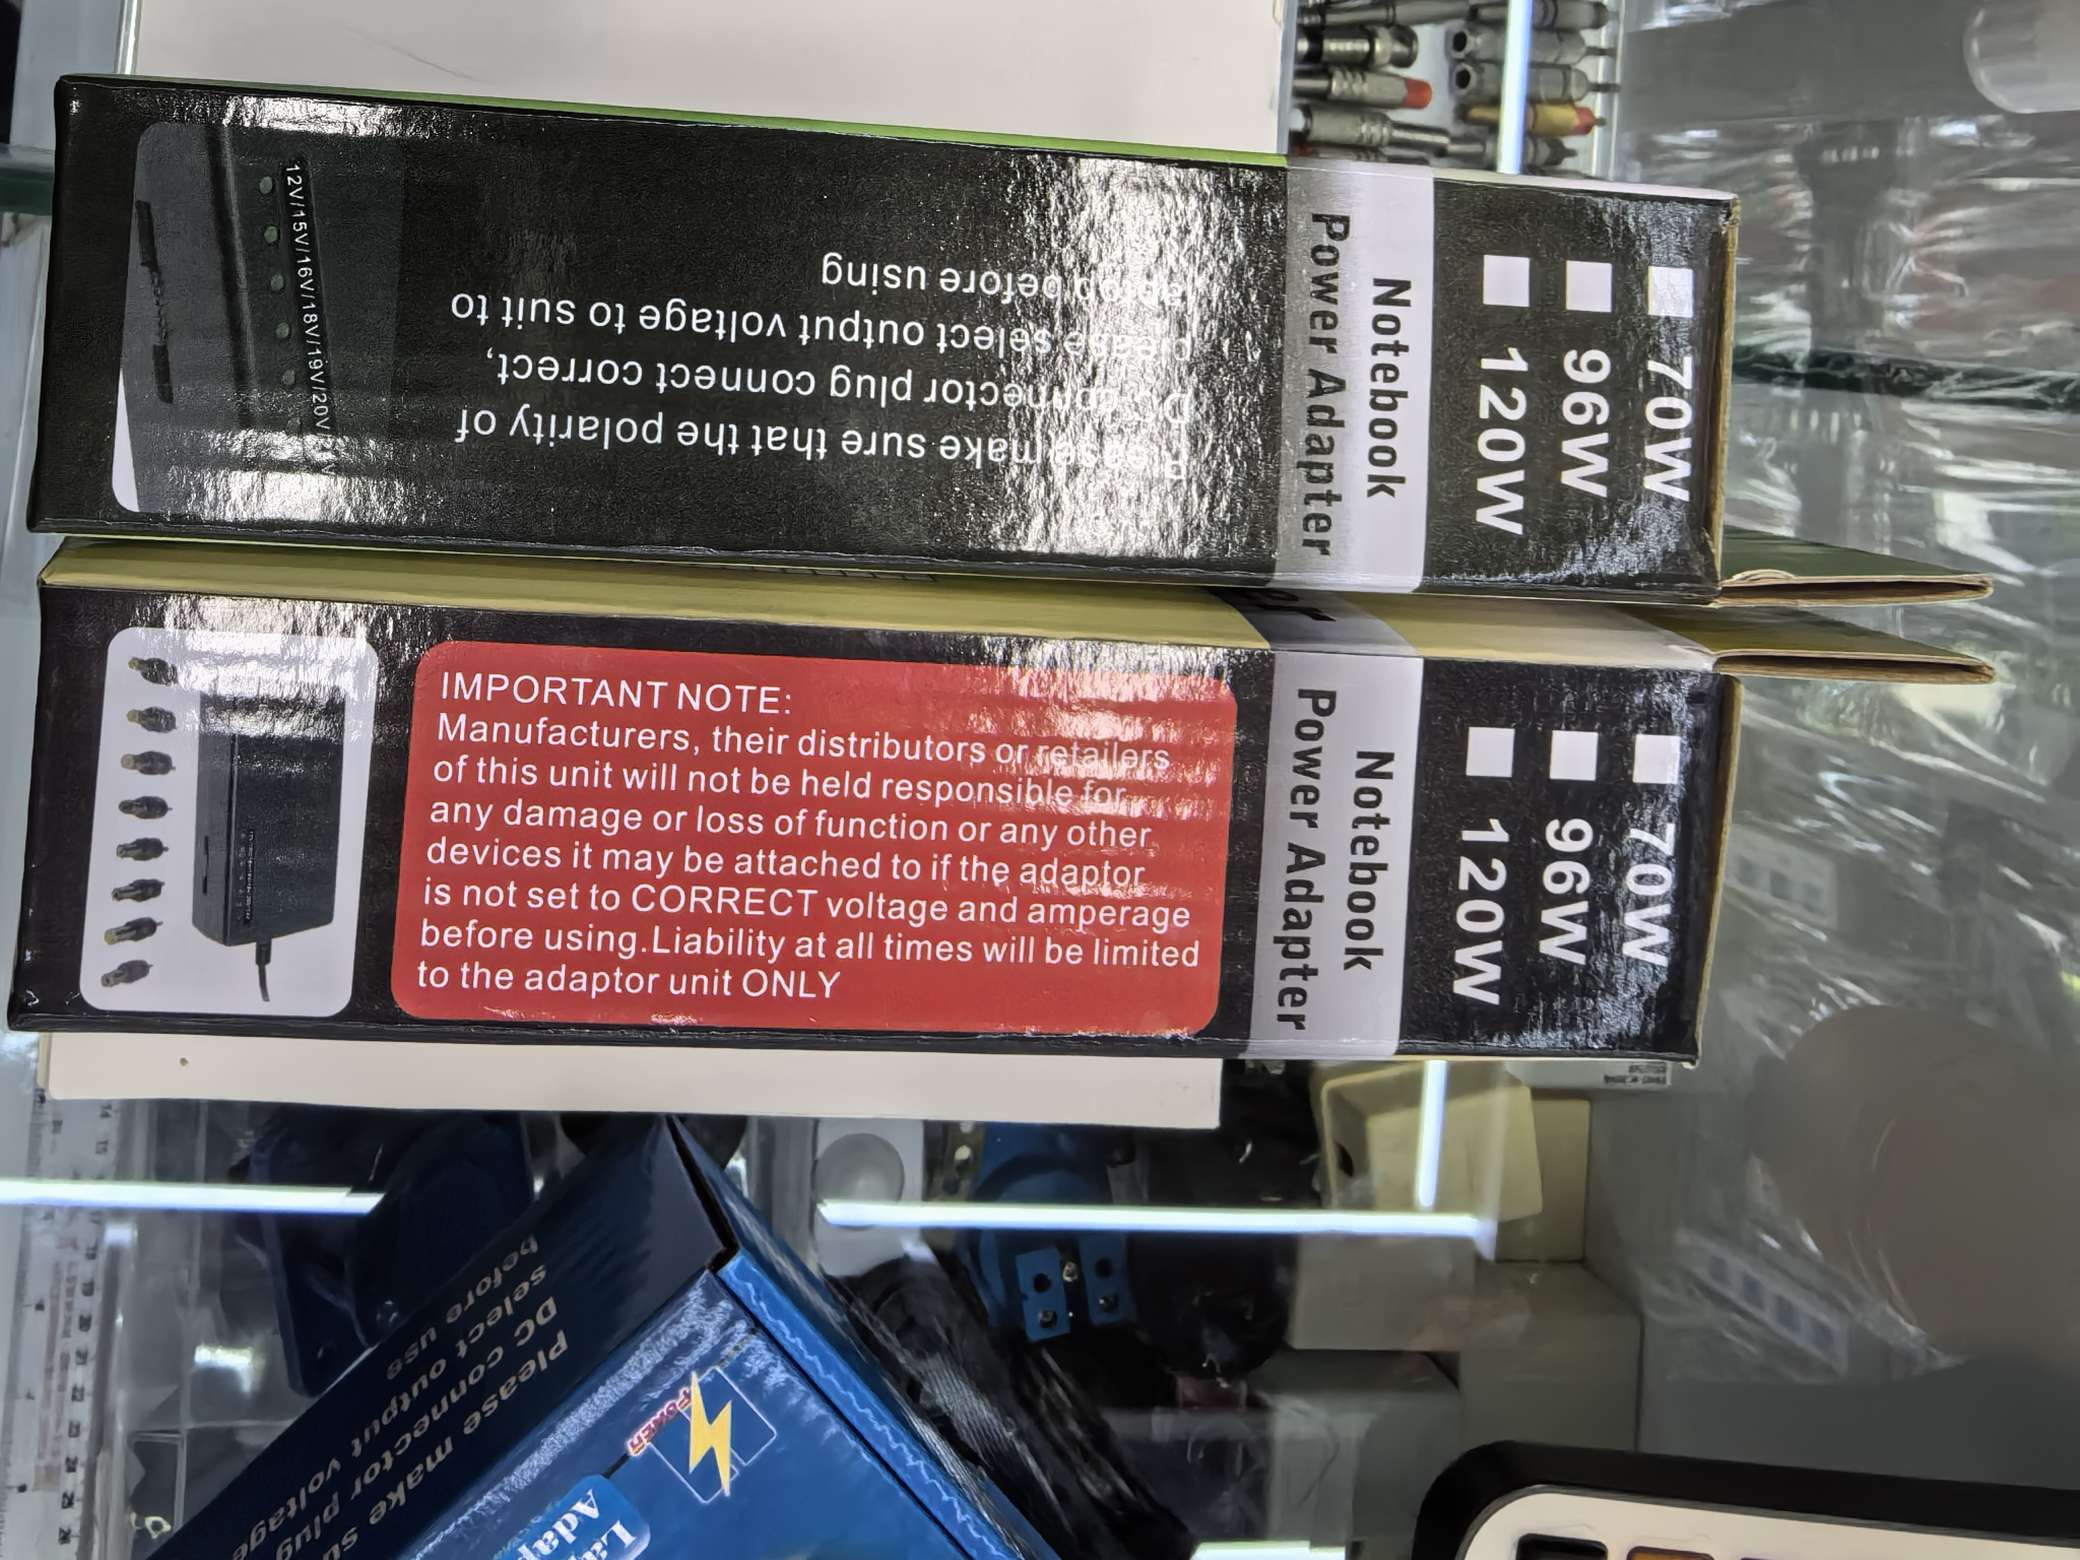 12V/15V/16V/18V/19V/20V
Please make sure that the polarity of
DC connector plug connect correct,
please select output voltage to suit to
laptop before using
Notebook
Power Adapter
120W
96W
70W
IMPORTANT NOTE:
Manufacturers, their distributors or retailers
of this unit will not be held responsible for
any damage or loss of function or any other
devices it may be attached to if the adaptor
is not set to CORRECT voltage and amperage
before using.Liability at all times will be limited
to the adaptor unit ONLY
Notebook
Power Adapter
120W
96W
70W
Please make
DC connector plug
select output voltage
before uss
POWER